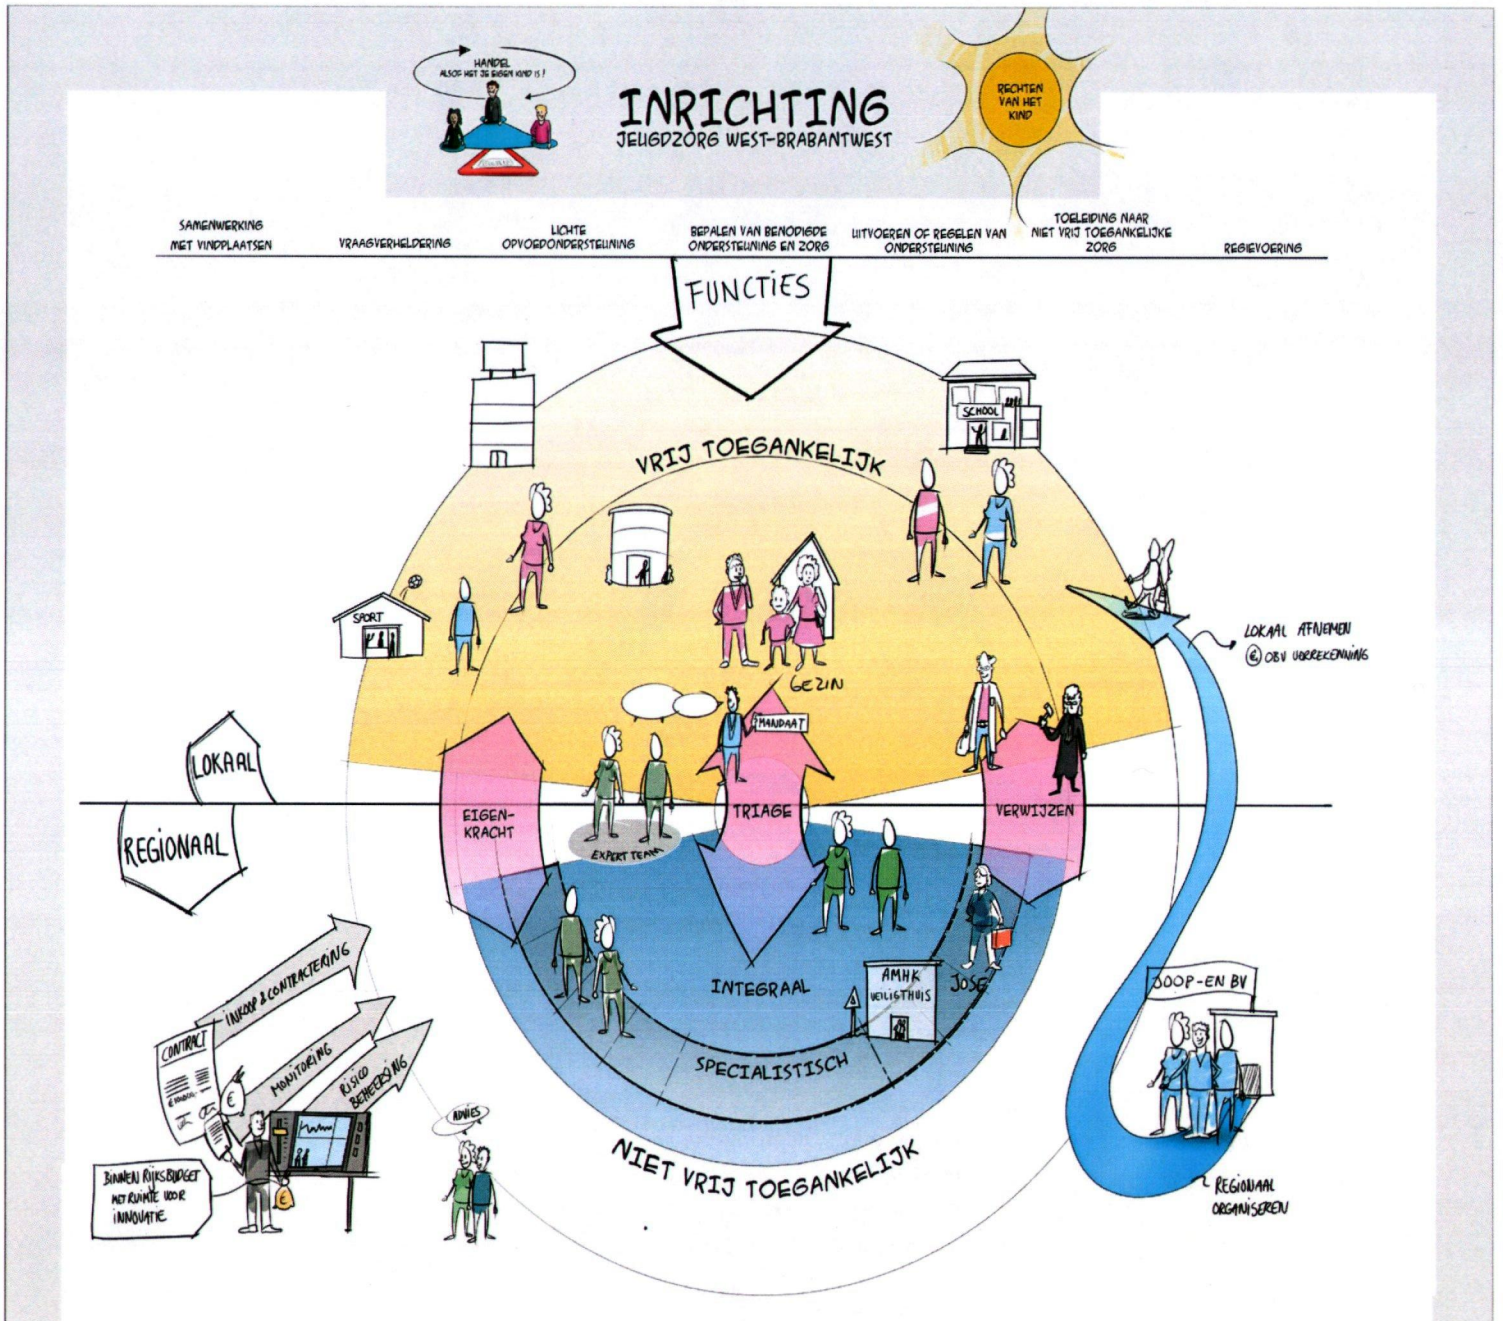 HANDEL
ALSOF HET JE EIGEN KIND IS!
INRICHTING
JEUGDZORG WEST-BRABANTWEST
RECHTEN
VAN HET
KIND
SAMENWERKING
MET VINDPLAATSEN
VRAAGVERHELDERING
LICHTE
OPVOEDONDERSTEUNING
BEPALEN VAN BENODIGDE
ONDERSTEUNING EN ZORG
UITVOEREN OF REGELEN VAN
ONDERSTEUNING
TOELEIDING NAAR
NIET VRIJ TOEGANKELIJKE
ZORG
REGIEVOERING
FUNCTIES
SCHOOL
VRIJ TOEGANKELIJK
SPORT
LOKAAL AFNEMEN
€ OBV VERREKENNING
GEZIN
MANDAAT
LOKAAL
EIGEN-
KRACHT
TRIAGE
VERWIJZEN
REGIONAAL
EXPERT TEAM
INKOOP & CONTRACTERING
INTEGRAAL
AMHK
VEILIGTHUIS
JOSE
JOOP-EN BV
CONTRACT
MONITORING
RISICO
BEHEERSING
SPECIALISTISCH
€
ADVIES
NIET VRIJ TOEGANKELIJK
BINNEN RIJKSBUDGET
MET RUIMTE VOOR
INNOVATIE
€
REGIONAAL
ORGANISEREN